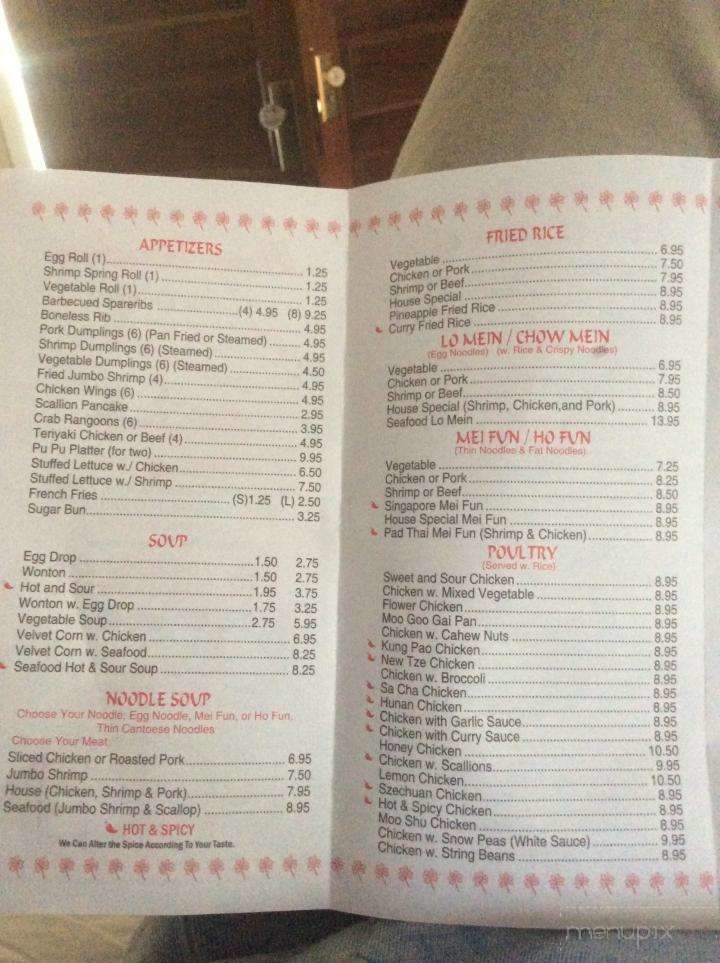 APPETIZERS
Egg Roll (1) 1.25
Shrimp Spring Roll (1) 1.25
Vegetable Roll (1) 1.25
Barbecued Spareribs (4) 4.95 (8) 9.25
Boneless Rib 4.95
Pork Dumplings (6) (Pan Fried or Steamed) 4.95
Shrimp Dumplings (6) (Steamed) 4.95
Vegetable Dumplings (6) (Steamed) 4.50
Fried Jumbo Shrimp (4) 4.95
Chicken Wings (6) 4.95
Scallion Pancake 2.95
Crab Rangoons (6) 3.95
Teriyaki Chicken or Beef (4) 4.95
Pu Pu Platter (for two) 9.95
Stuffed Lettuce w./ Chicken 6.50
Stuffed Lettuce w./ Shrimp 7.50
French Fries (S)1.25 (L) 2.50
Sugar Bun 3.25
SOUP
Egg Drop 1.50 2.75
Wonton 1.50 2.75
Hot and Sour 1.95 3.75
Wonton w. Egg Drop 1.75 3.25
Vegetable Soup 2.75 5.95
Velvet Corn w. Chicken 6.95
Velvet Corn w. Seafood 8.25
Seafood Hot & Sour Soup 8.25
NOODLE SOUP
Choose Your Noodle: Egg Noodle, Mei Fun, or Ho Fun,
Thin Cantoese Noodles
Choose Your Meat:
Sliced Chicken or Roasted Pork 6.95
Jumbo Shrimp 7.50
House (Chicken, Shrimp & Pork) 7.95
Seafood (Jumbo Shrimp & Scallop) 8.95
HOT & SPICY
We Can Alter the Spice According To Your Taste.
FRIED RICE
Vegetable 6.95
Chicken or Pork 7.50
Shrimp or Beef 7.95
House Special 8.95
Pineapple Fried Rice 8.95
Curry Fried Rice 8.95
LO MEIN / CHOW MEIN
(Egg Noodles) (w. Rice & Crispy Noodles)
Vegetable 6.95
Chicken or Pork 7.95
Shrimp or Beef 8.50
House Special (Shrimp, Chicken,and Pork) 8.95
Seafood Lo Mein 13.95
MEI FUN / HO FUN
(Thin Noodles & Fat Noodles)
Vegetable 7.25
Chicken or Pork 8.25
Shrimp or Beef 8.50
Singapore Mei Fun 8.95
House Special Mei Fun 8.95
Pad Thai Mei Fun (Shrimp & Chicken) 8.95
POULTRY
(Served w. Rice)
Sweet and Sour Chicken 8.95
Chicken w. Mixed Vegetable 8.95
Flower Chicken 8.95
Moo Goo Gai Pan 8.95
Chicken w. Cahew Nuts 8.95
Kung Pao Chicken 8.95
New Tze Chicken 8.95
Chicken w. Broccoli 8.95
Sa Cha Chicken 8.95
Hunan Chicken 8.95
Chicken with Garlic Sauce 8.95
Chicken with Curry Sauce 8.95
Honey Chicken 10.50
Chicken w. Scallions 9.95
Lemon Chicken 10.50
Szechuan Chicken 8.95
Hot & Spicy Chicken 8.95
Moo Shu Chicken 8.95
Chicken w. Snow Peas (White Sauce) 9.95
Chicken w. String Beans 8.95
menupix